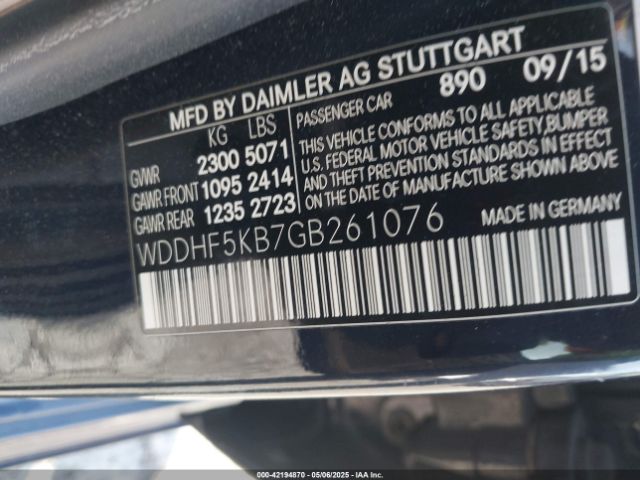 MFD BY DAIMLER AG STUTTGART
KG LBS
GVWR 2300 5071
GAWR FRONT 1095 2414
GAWR REAR 1235 2723
PASSENGER CAR 890 09/15
THIS VEHICLE CONFORMS TO ALL APPLICABLE
U.S. FEDERAL MOTOR VEHICLE SAFETY,BUMPER
AND THEFT PREVENTION STANDARDS IN EFFECT
ON THE DATE OF MANUFACTURE SHOWN ABOVE
WDDHF5KB7GB261076
MADE IN GERMANY
000-42194870 - 05/06/2025 - IAA Inc.